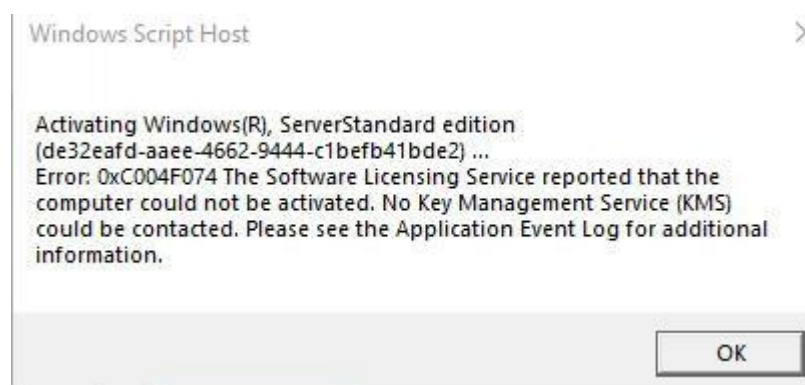 Windows Script Host
Activating Windows(R), ServerStandard edition
(de32eafd-aaee-4662-9444-c1befb41bde2) ...
Error: 0xC004F074 The Software Licensing Service reported that the
computer could not be activated. No Key Management Service (KMS)
could be contacted. Please see the Application Event Log for additional
information.
OK